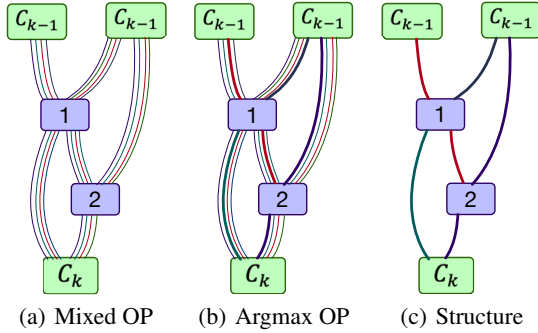 C_{k-1} C_{k-1} C_{k-1} C_{k-1} C_{k-1} C_{k-1}
1 1 1
2 2 2
C_k C_k C_k
(a) Mixed OP (b) Argmax OP (c) Structure